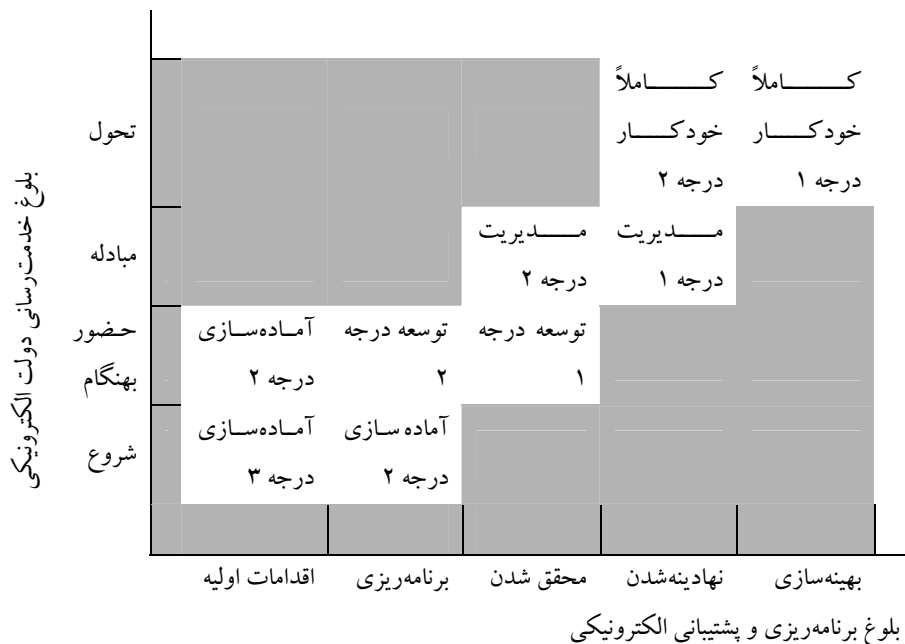 کاملاً کاملاً
خودکار خودکار
درجه ۱ درجه ۲
تحول
مدیریت مدیریت
درجه ۱ درجه ۲
مبادله
توسعه درجه توسعه درجه آماده‌سازی
۱ ۲ درجه ۲
حضور
بهنگام
آماده سازی آماده‌سازی
درجه ۲ درجه ۳
شروع
بلوغ خدمت‌رسانی دولت الکترونیکی
بهینه‌سازی نهادینه‌شدن محقق شدن برنامه‌ریزی اقدامات اولیه
بلوغ برنامه‌ریزی و پشتیبانی الکترونیکی